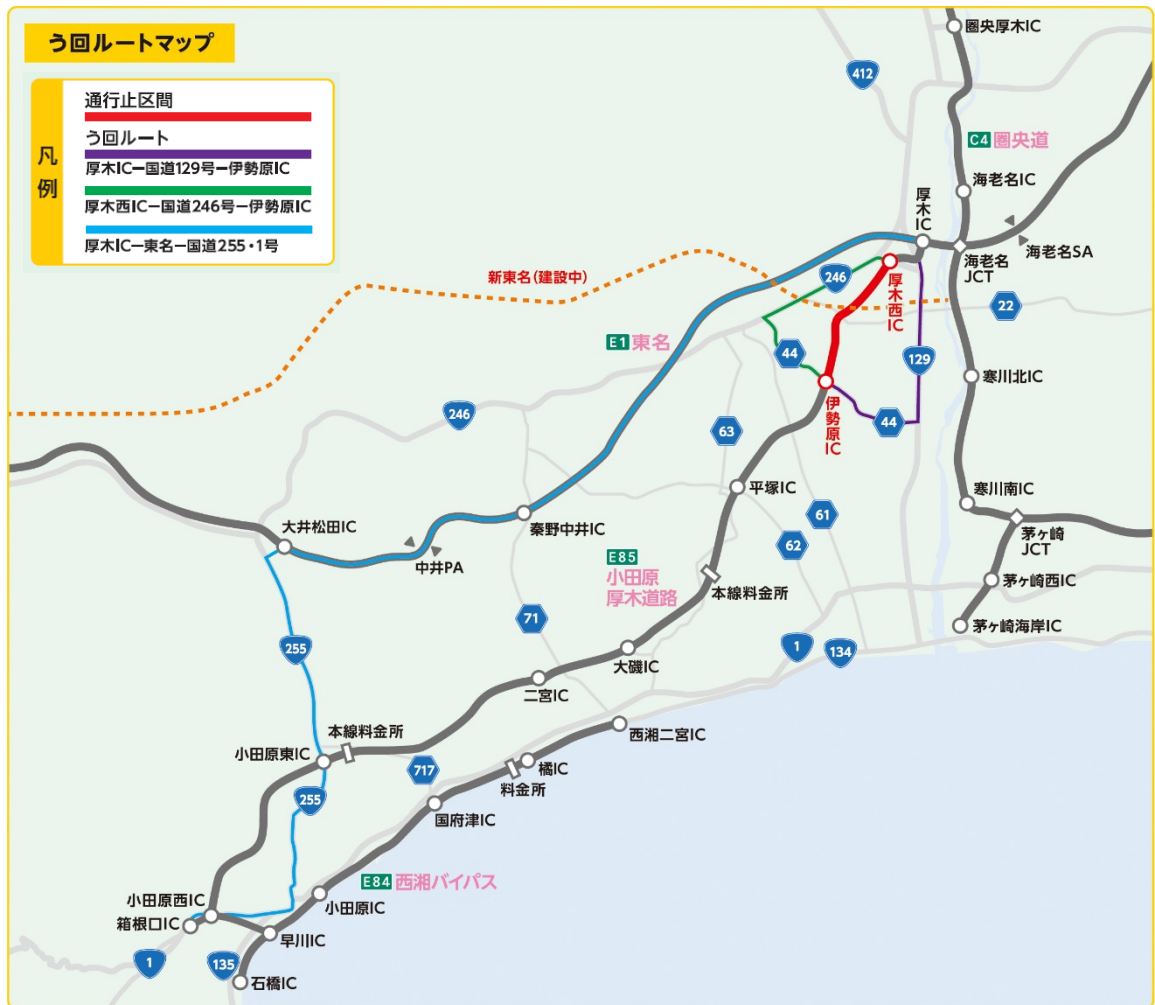 う回ルートマップ
凡例
通行止区間
う回ルート
厚木IC−国道129号−伊勢原IC
厚木西IC−国道246号−伊勢原IC
厚木IC−東名−国道255・1号
圏央厚木IC
412
C4 圏央道
海老名IC
厚木IC
海老名JCT
海老名SA
新東名(建設中)
246
厚木西IC
22
E1 東名
44
129
寒川北IC
伊勢原IC
246
63
44
平塚IC
寒川南IC
大井松田IC
秦野中井IC
61
茅ヶ崎JCT
中井PA
E85
小田原
厚木道路
62
本線料金所
茅ヶ崎西IC
71
茅ヶ崎海岸IC
255
大磯IC
1
134
二宮IC
本線料金所
西湘二宮IC
小田原東IC
717
橘IC
料金所
255
国府津IC
E84 西湘バイパス
小田原西IC
小田原IC
箱根口IC
早川IC
1
135
石橋IC